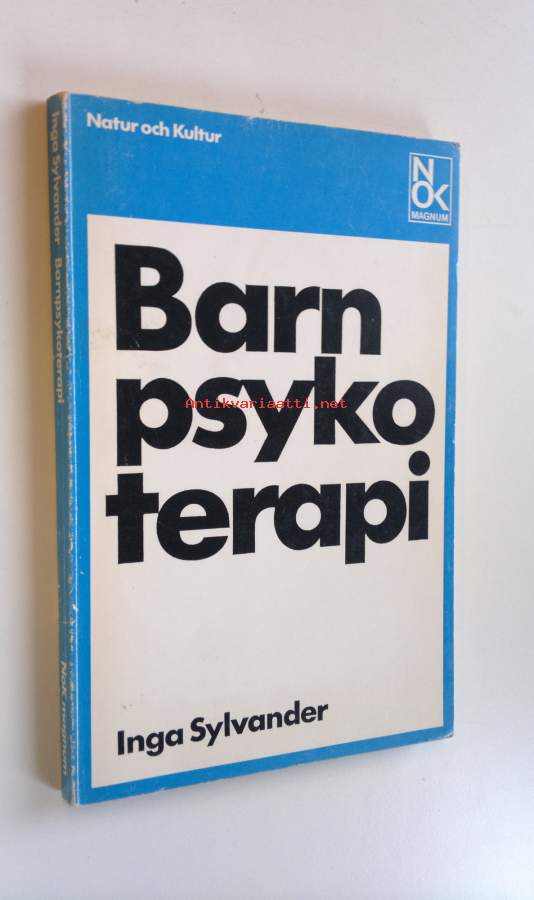 Natur och Kultur
NOK
MAGNUM
Barn
psyko
terapi
Antikvariaatti.net
Inga Sylvander
Inga Sylvander Barnpsykoterapi
NoK magnum